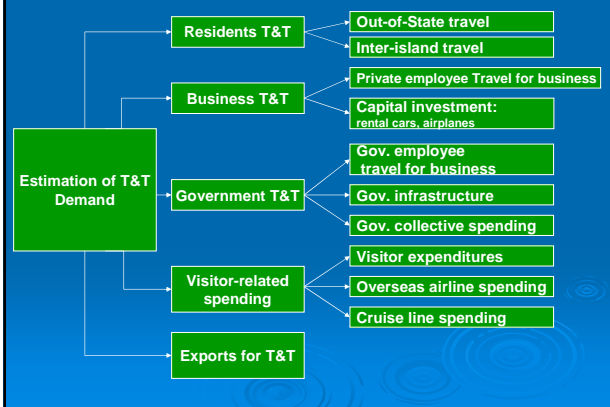 Residents T&T
Out-of-State travel
Inter-island travel
Business T&T
Private employee Travel for business
Capital investment:
rental cars, airplanes
Estimation of T&T
Demand
Government T&T
Gov. employee
travel for business
Gov. infrastructure
Gov. collective spending
Visitor-related
spending
Visitor expenditures
Overseas airline spending
Cruise line spending
Exports for T&T